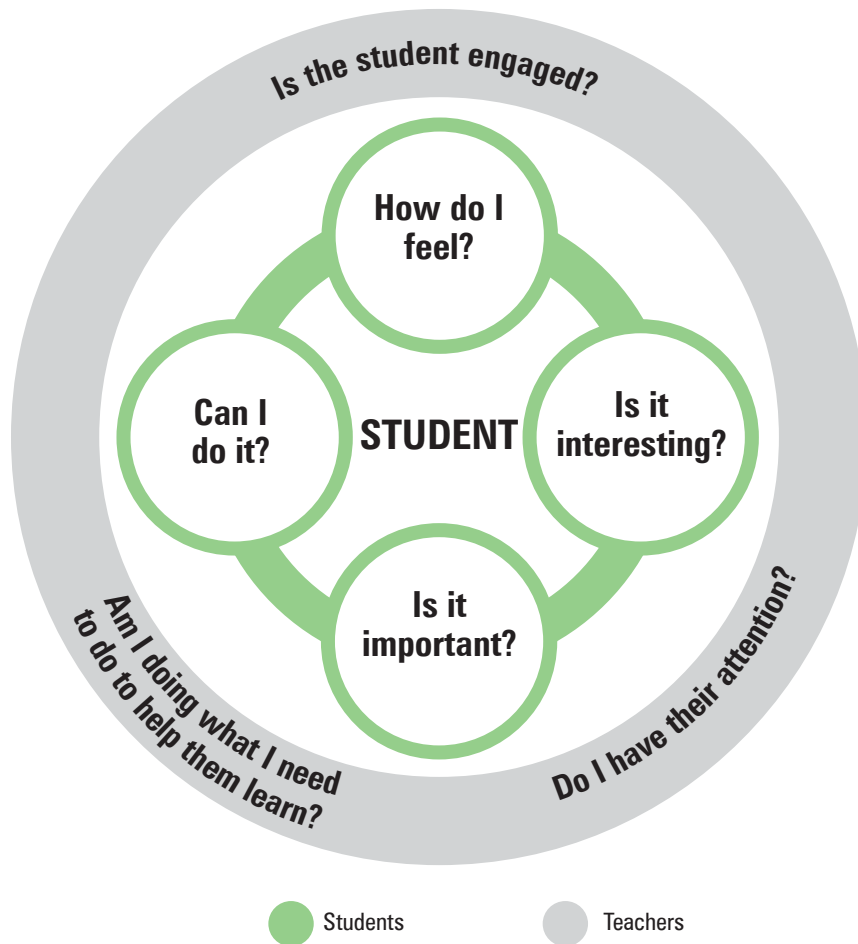 Is the student engaged?
How do I
feel?
Can I
do it?
STUDENT
Is it
interesting?
Is it
important?
Am I doing what I need
to do to help them learn?
Do I have their attention?
Students
Teachers